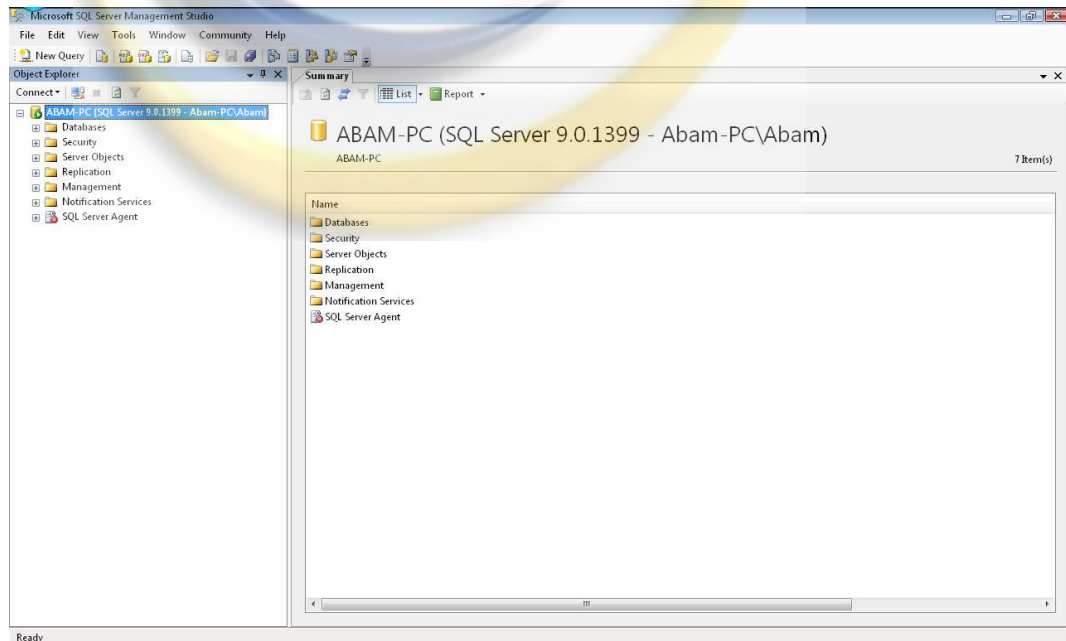 Microsoft SQL Server Management Studio
File Edit View Tools Window Community Help
New Query
Object Explorer
Connect
ABAM-PC (SQL Server 9.0.1399 - Abam-PC\Abam)
Databases
Security
Server Objects
Replication
Management
Notification Services
SQL Server Agent
Summary
List Report
ABAM-PC (SQL Server 9.0.1399 - Abam-PC\Abam)
ABAM-PC 7 Item(s)
Name
Databases
Security
Server Objects
Replication
Management
Notification Services
SQL Server Agent
Ready